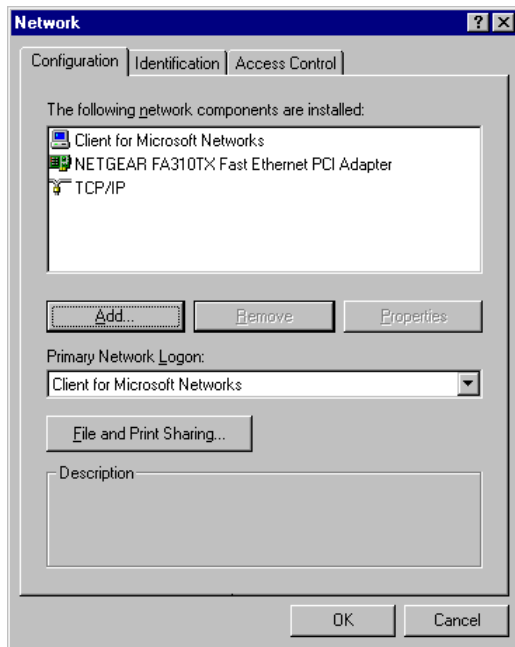 Network
Configuration Identification Access Control
The following network components are installed:
Client for Microsoft Networks
NETGEAR FA310TX Fast Ethernet PCI Adapter
TCP/IP
Add... Remove Properties
Primary Network Logon:
Client for Microsoft Networks
File and Print Sharing...
Description
OK Cancel